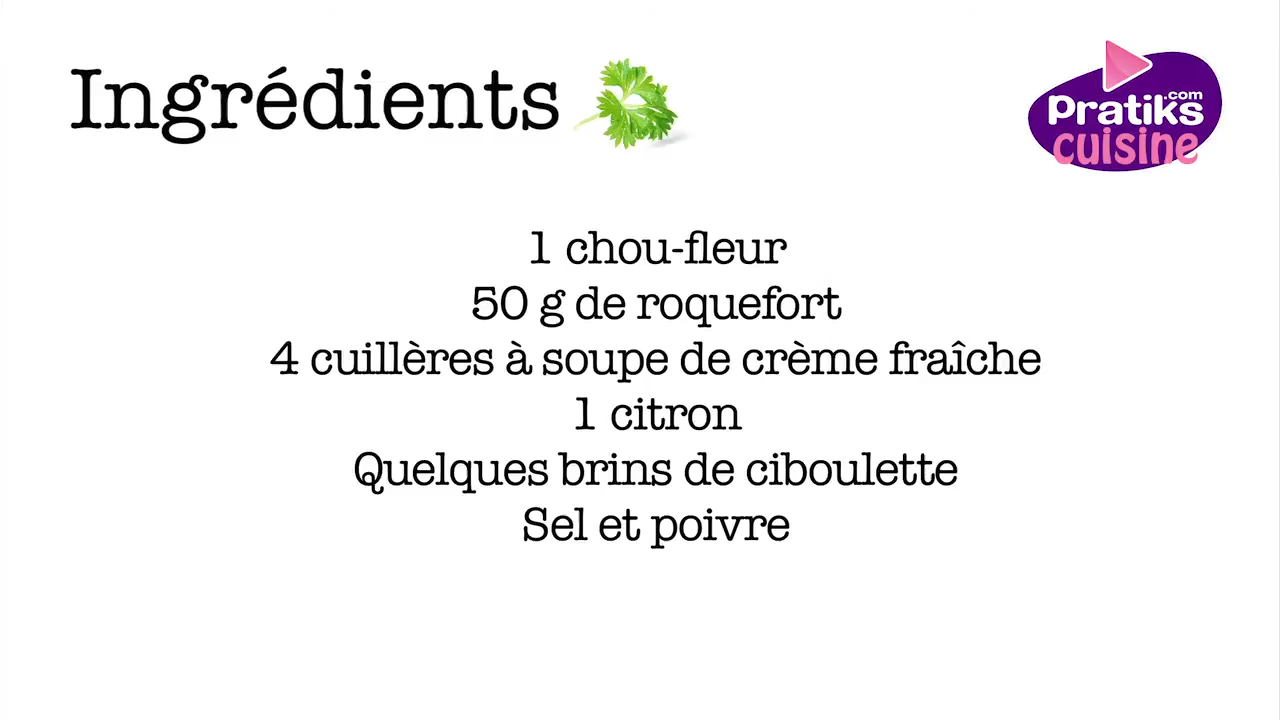 Ingrédients
Pratiks.com
cuisine
1 chou-fleur
50 g de roquefort
4 cuillères à soupe de crème fraîche
1 citron
Quelques brins de ciboulette
Sel et poivre